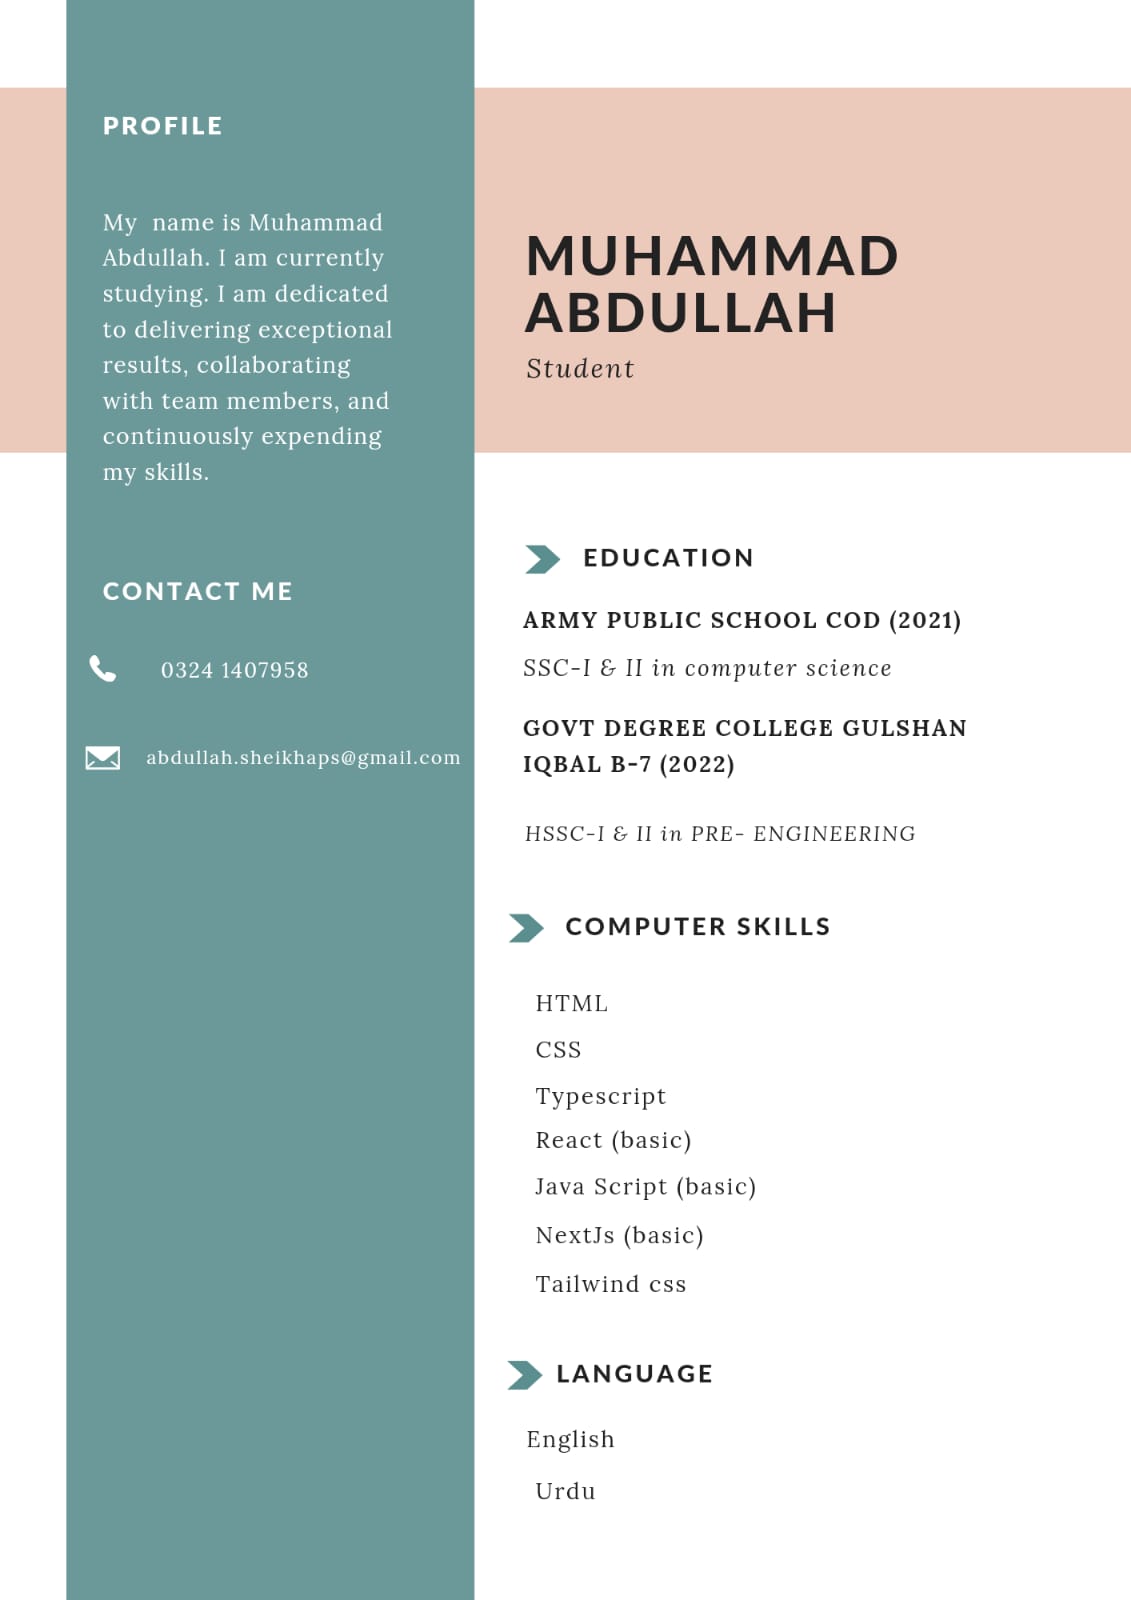 PROFILE
My  name is Muhammad
Abdullah. I am currently
studying. I am dedicated
to delivering exceptional
results, collaborating
with team members, and
continuously expending
my skills.
CONTACT ME
0324 1407958
abdullah.sheikhaps@gmail.com
MUHAMMAD
ABDULLAH
Student
EDUCATION
ARMY PUBLIC SCHOOL COD (2021)
SSC-I & II in computer science
GOVT DEGREE COLLEGE GULSHAN
IQBAL B-7 (2022)
HSSC-I & II in PRE- ENGINEERING
COMPUTER SKILLS
HTML
CSS
Typescript
React (basic)
Java Script (basic)
NextJs (basic)
Tailwind css
LANGUAGE
English
Urdu